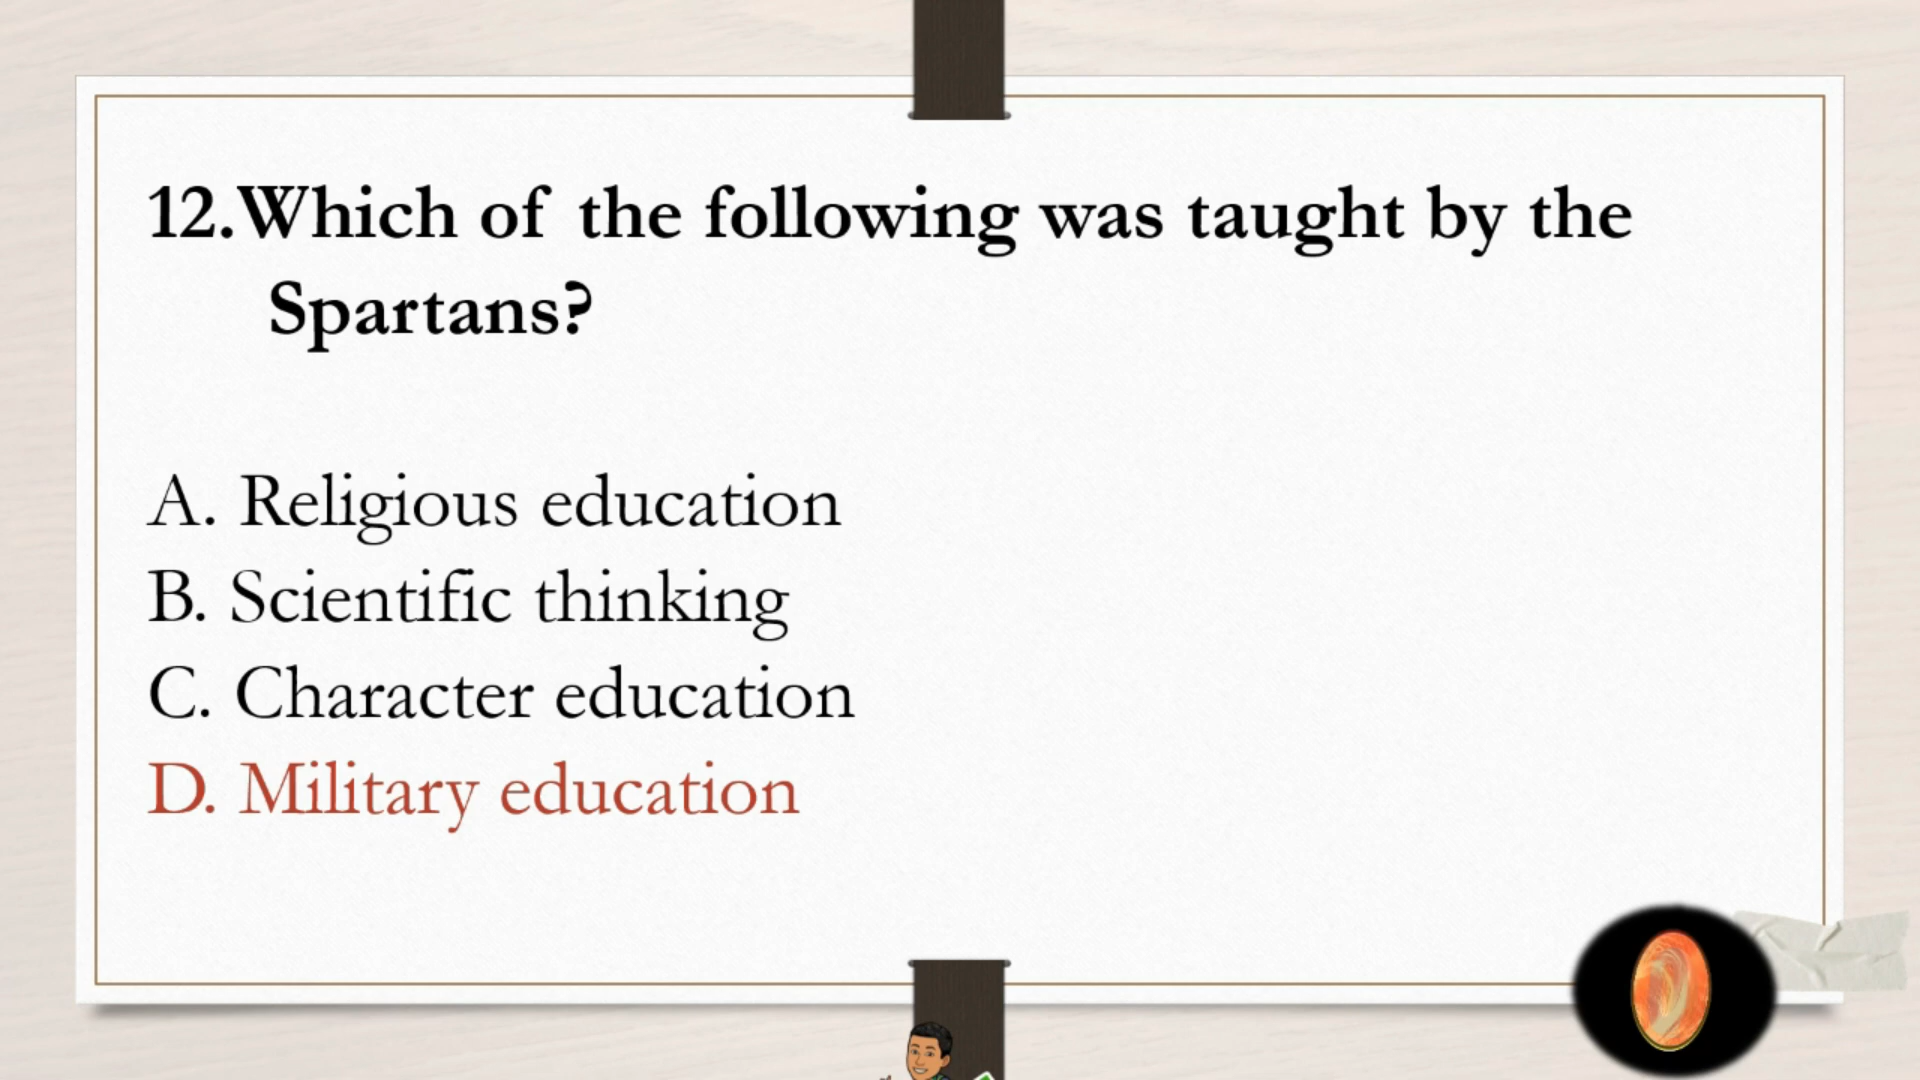 12.Which of the following was taught by the
Spartans?
A. Religious education
B. Scientific thinking
C. Character education
D. Military education